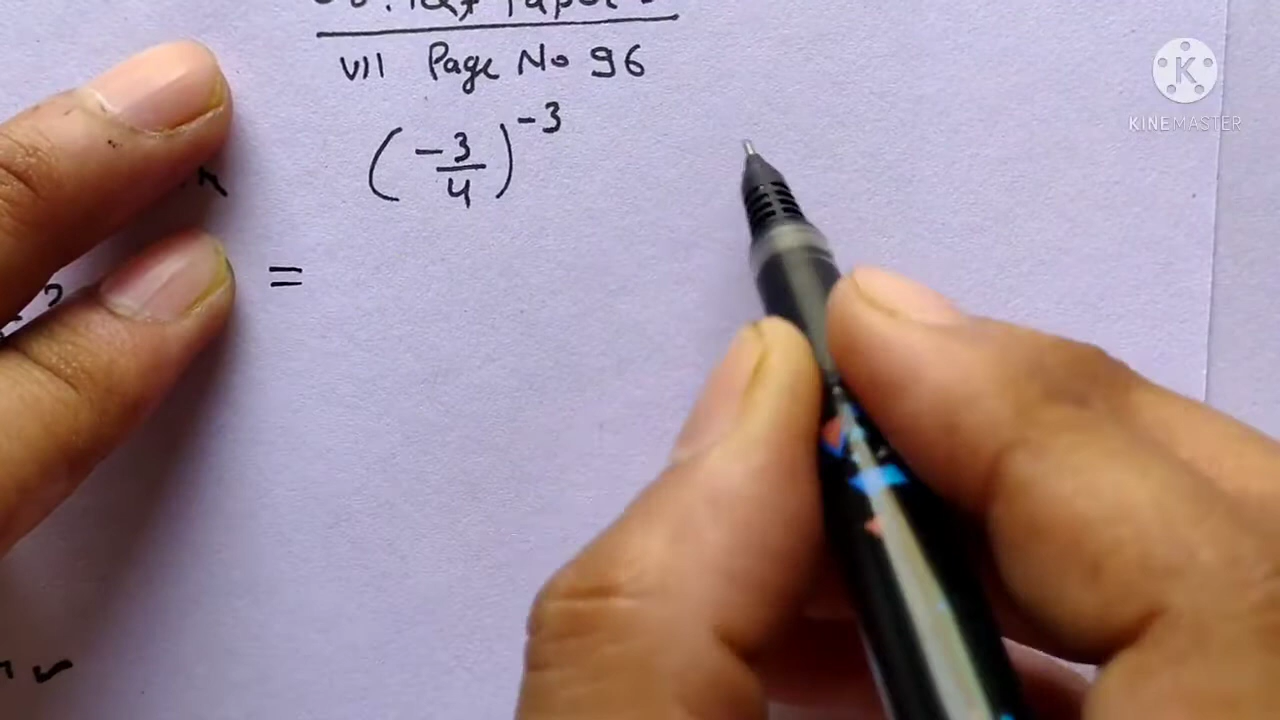 VII Page No 96
(-3/4)^-3
=
K
KINEMASTER